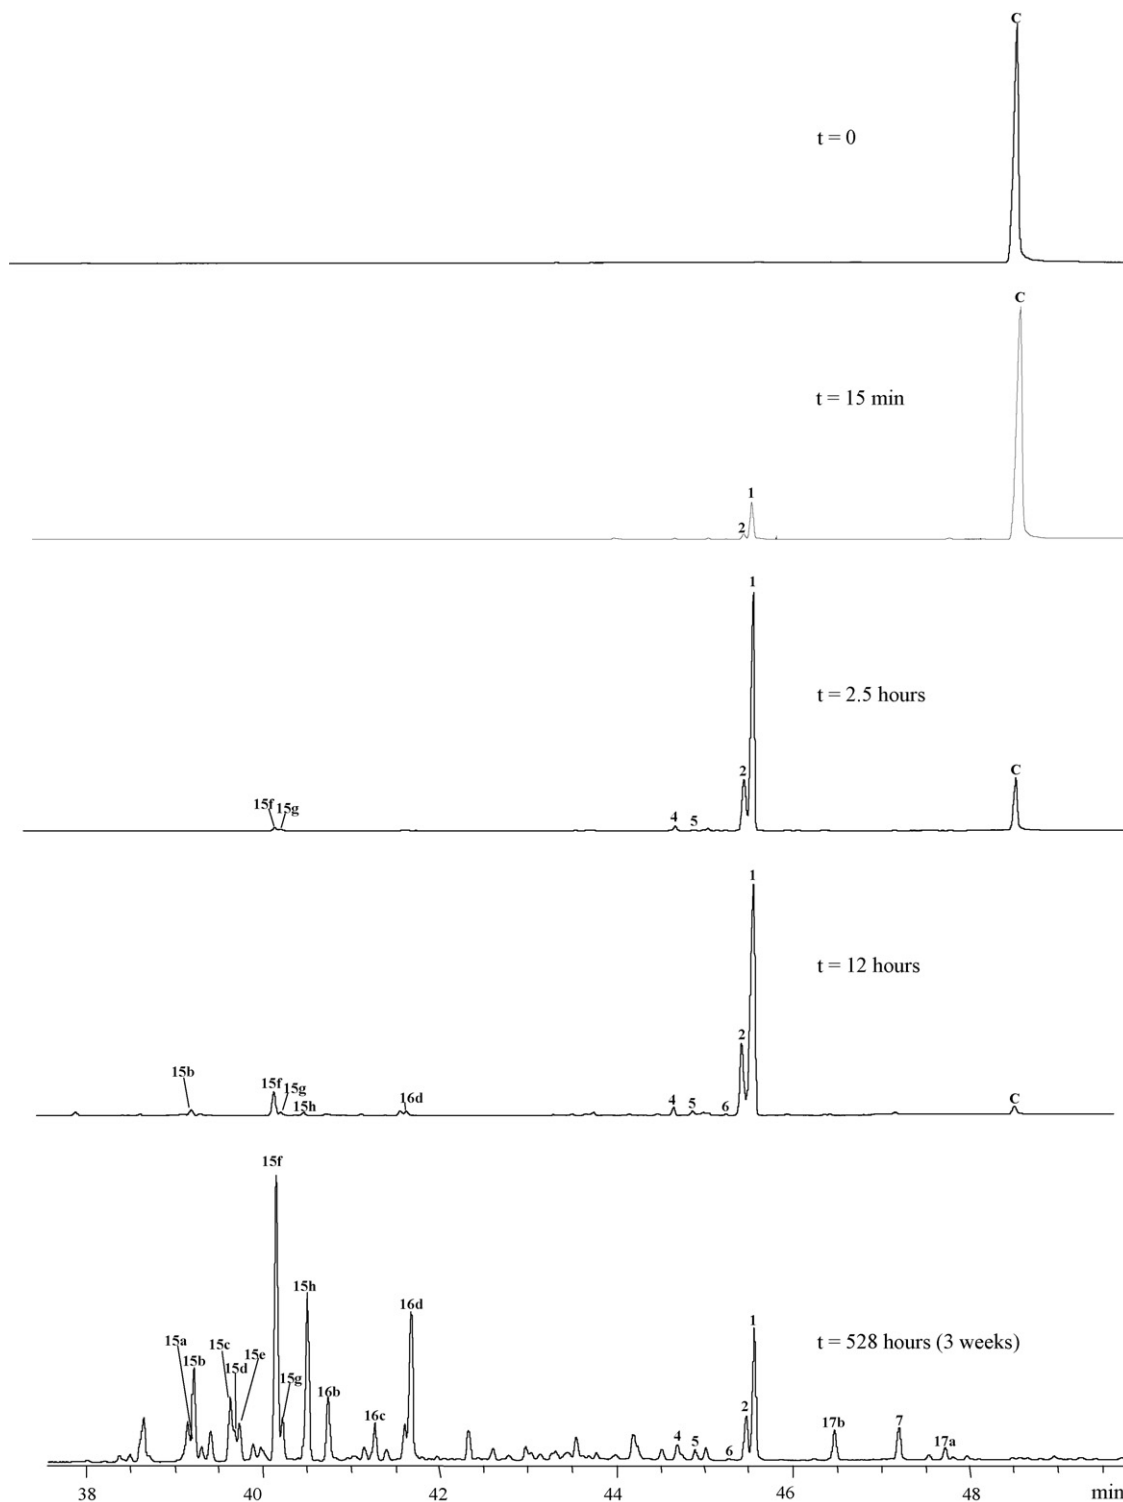 C
t = 0
C
t = 15 min
1
2
1
t = 2.5 hours
2
C
15f 15g
4 5
1
t = 12 hours
2
15b
15f 15g
15h 16d
4 5 6 C
15f
15h
16d
1
15a 15c
15b 15d 15e
t = 528 hours (3 weeks)
15g
16b
16c
2
17b 7
4 5 6 17a
38 40 42 44 46 48 min